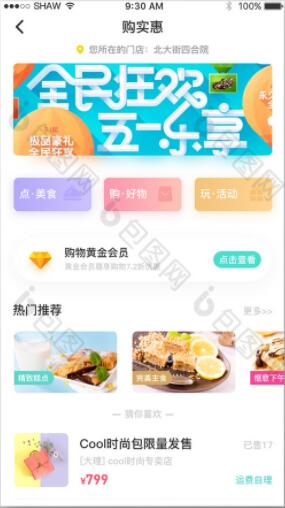 SHAW 9:30 AM 100%
购实惠
您所在的门店：北大街四合院
全民狂欢
五一乐享
极品豪礼
全民狂享
点·美食 购·好物 玩·活动
购物黄金会员
黄金会员尊享购物7.2折优惠
点击查看
热门推荐 更多>>
精致糕点 完美主食 惬意下午
猜你喜欢
Cool时尚包限量发售 已售17
[大理] cool时尚专卖店
¥799 运费自理
包图网